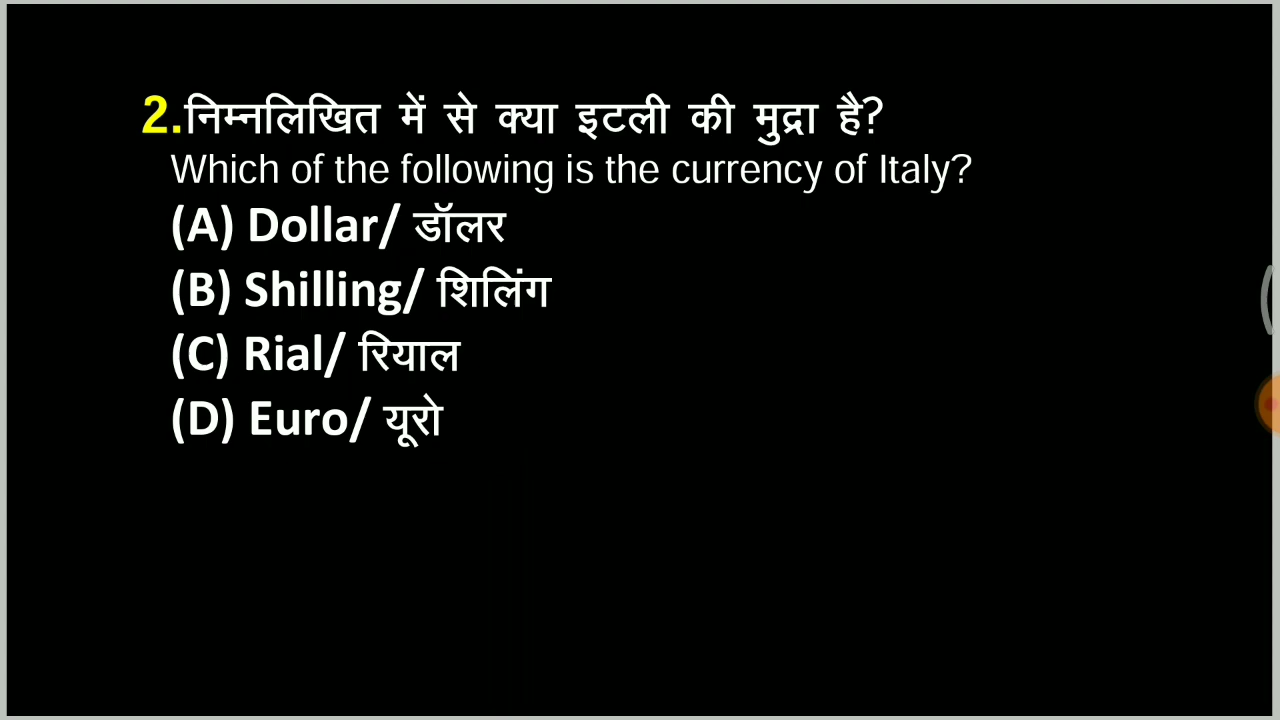 2.निम्नलिखित में से क्या इटली की मुद्रा है?
Which of the following is the currency of Italy?
(A) Dollar/ डॉलर
(B) Shilling/ शिलिंग
(C) Rial/ रियाल
(D) Euro/ यूरो